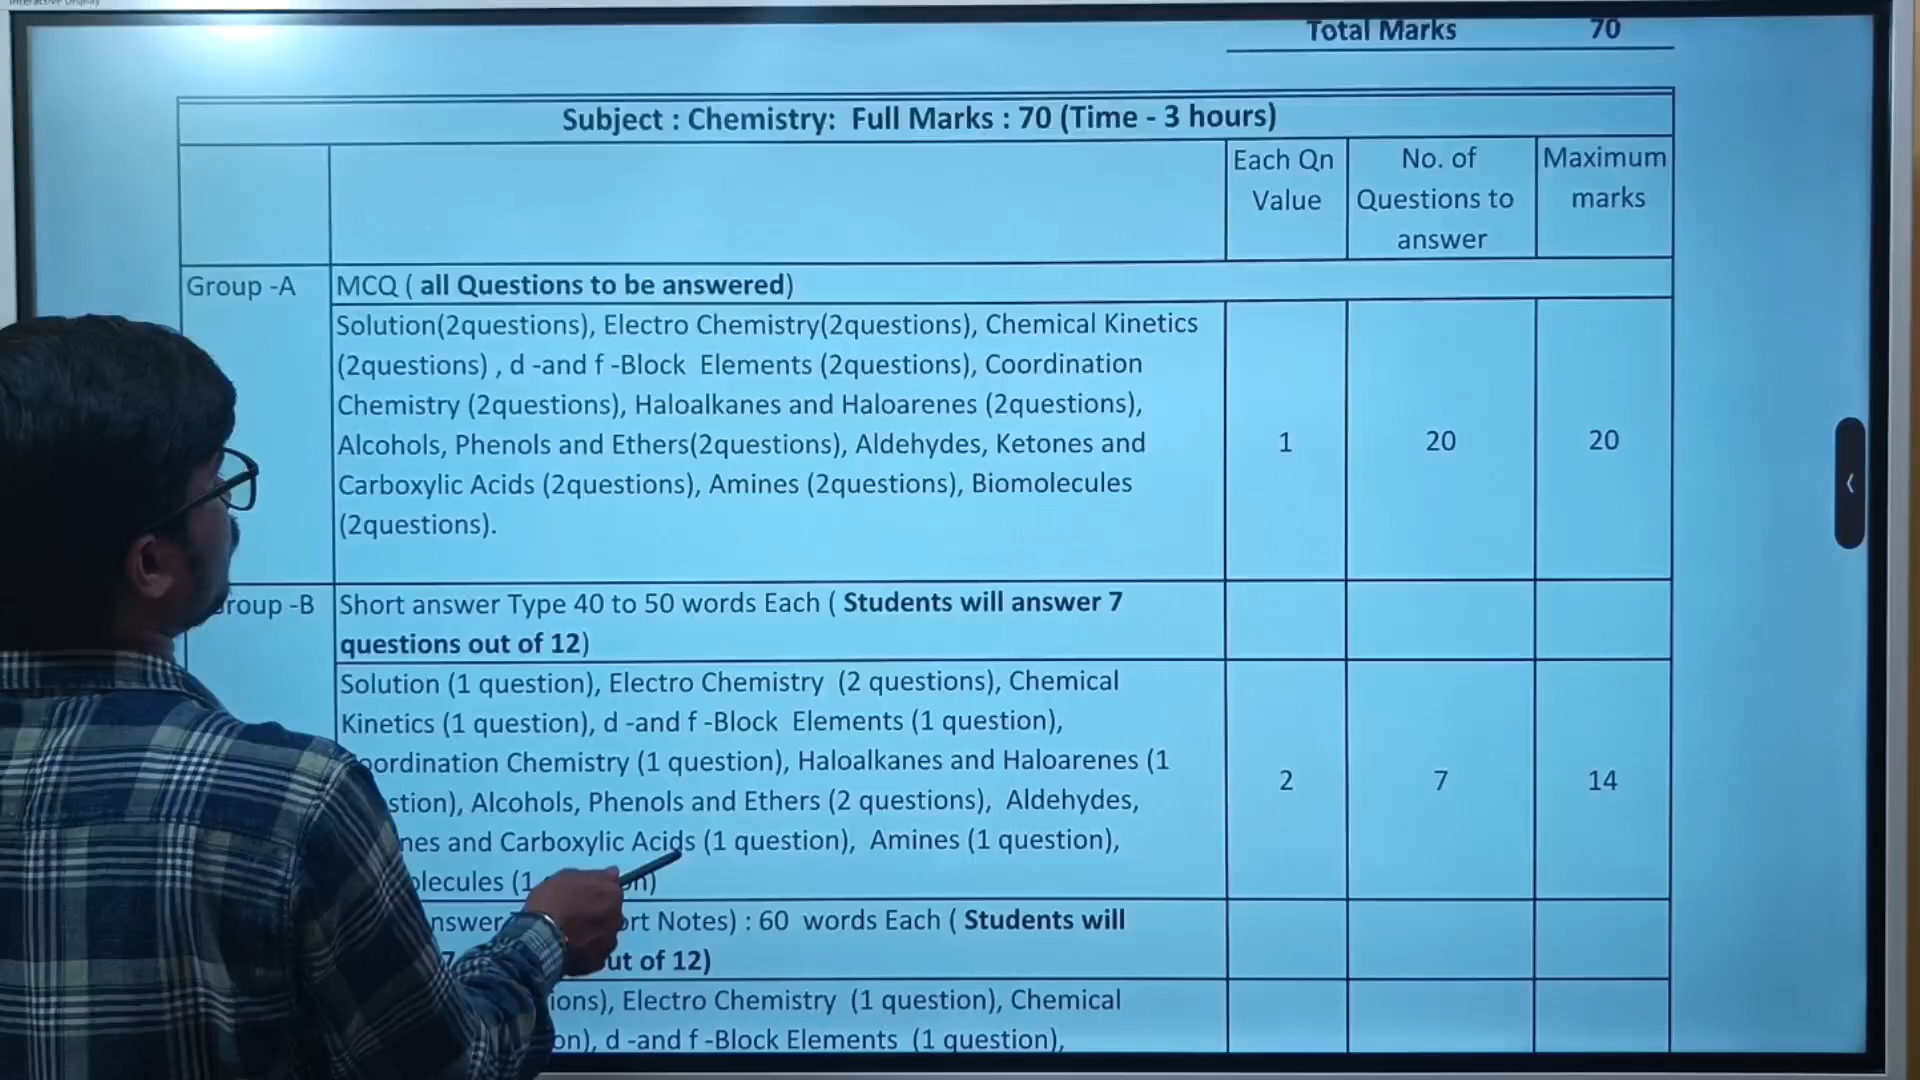 Interactive Display
Total Marks 70
Subject : Chemistry: Full Marks : 70 (Time - 3 hours)
Each Qn Value
No. of Questions to answer
Maximum marks
Group -A
MCQ ( all Questions to be answered)
Solution(2questions), Electro Chemistry(2questions), Chemical Kinetics
(2questions) , d -and f -Block Elements (2questions), Coordination
Chemistry (2questions), Haloalkanes and Haloarenes (2questions),
Alcohols, Phenols and Ethers(2questions), Aldehydes, Ketones and
Carboxylic Acids (2questions), Amines (2questions), Biomolecules
(2questions).
1 20 20
roup -B
Short answer Type 40 to 50 words Each ( Students will answer 7
questions out of 12)
Solution (1 question), Electro Chemistry (2 questions), Chemical
Kinetics (1 question), d -and f -Block Elements (1 question),
oordination Chemistry (1 question), Haloalkanes and Haloarenes (1
stion), Alcohols, Phenols and Ethers (2 questions), Aldehydes,
nes and Carboxylic Acids (1 question), Amines (1 question),
lecules (1 n)
2 7 14
nswer rt Notes) : 60 words Each ( Students will
7 ut of 12)
ions), Electro Chemistry (1 question), Chemical
on), d -and f -Block Elements (1 question),